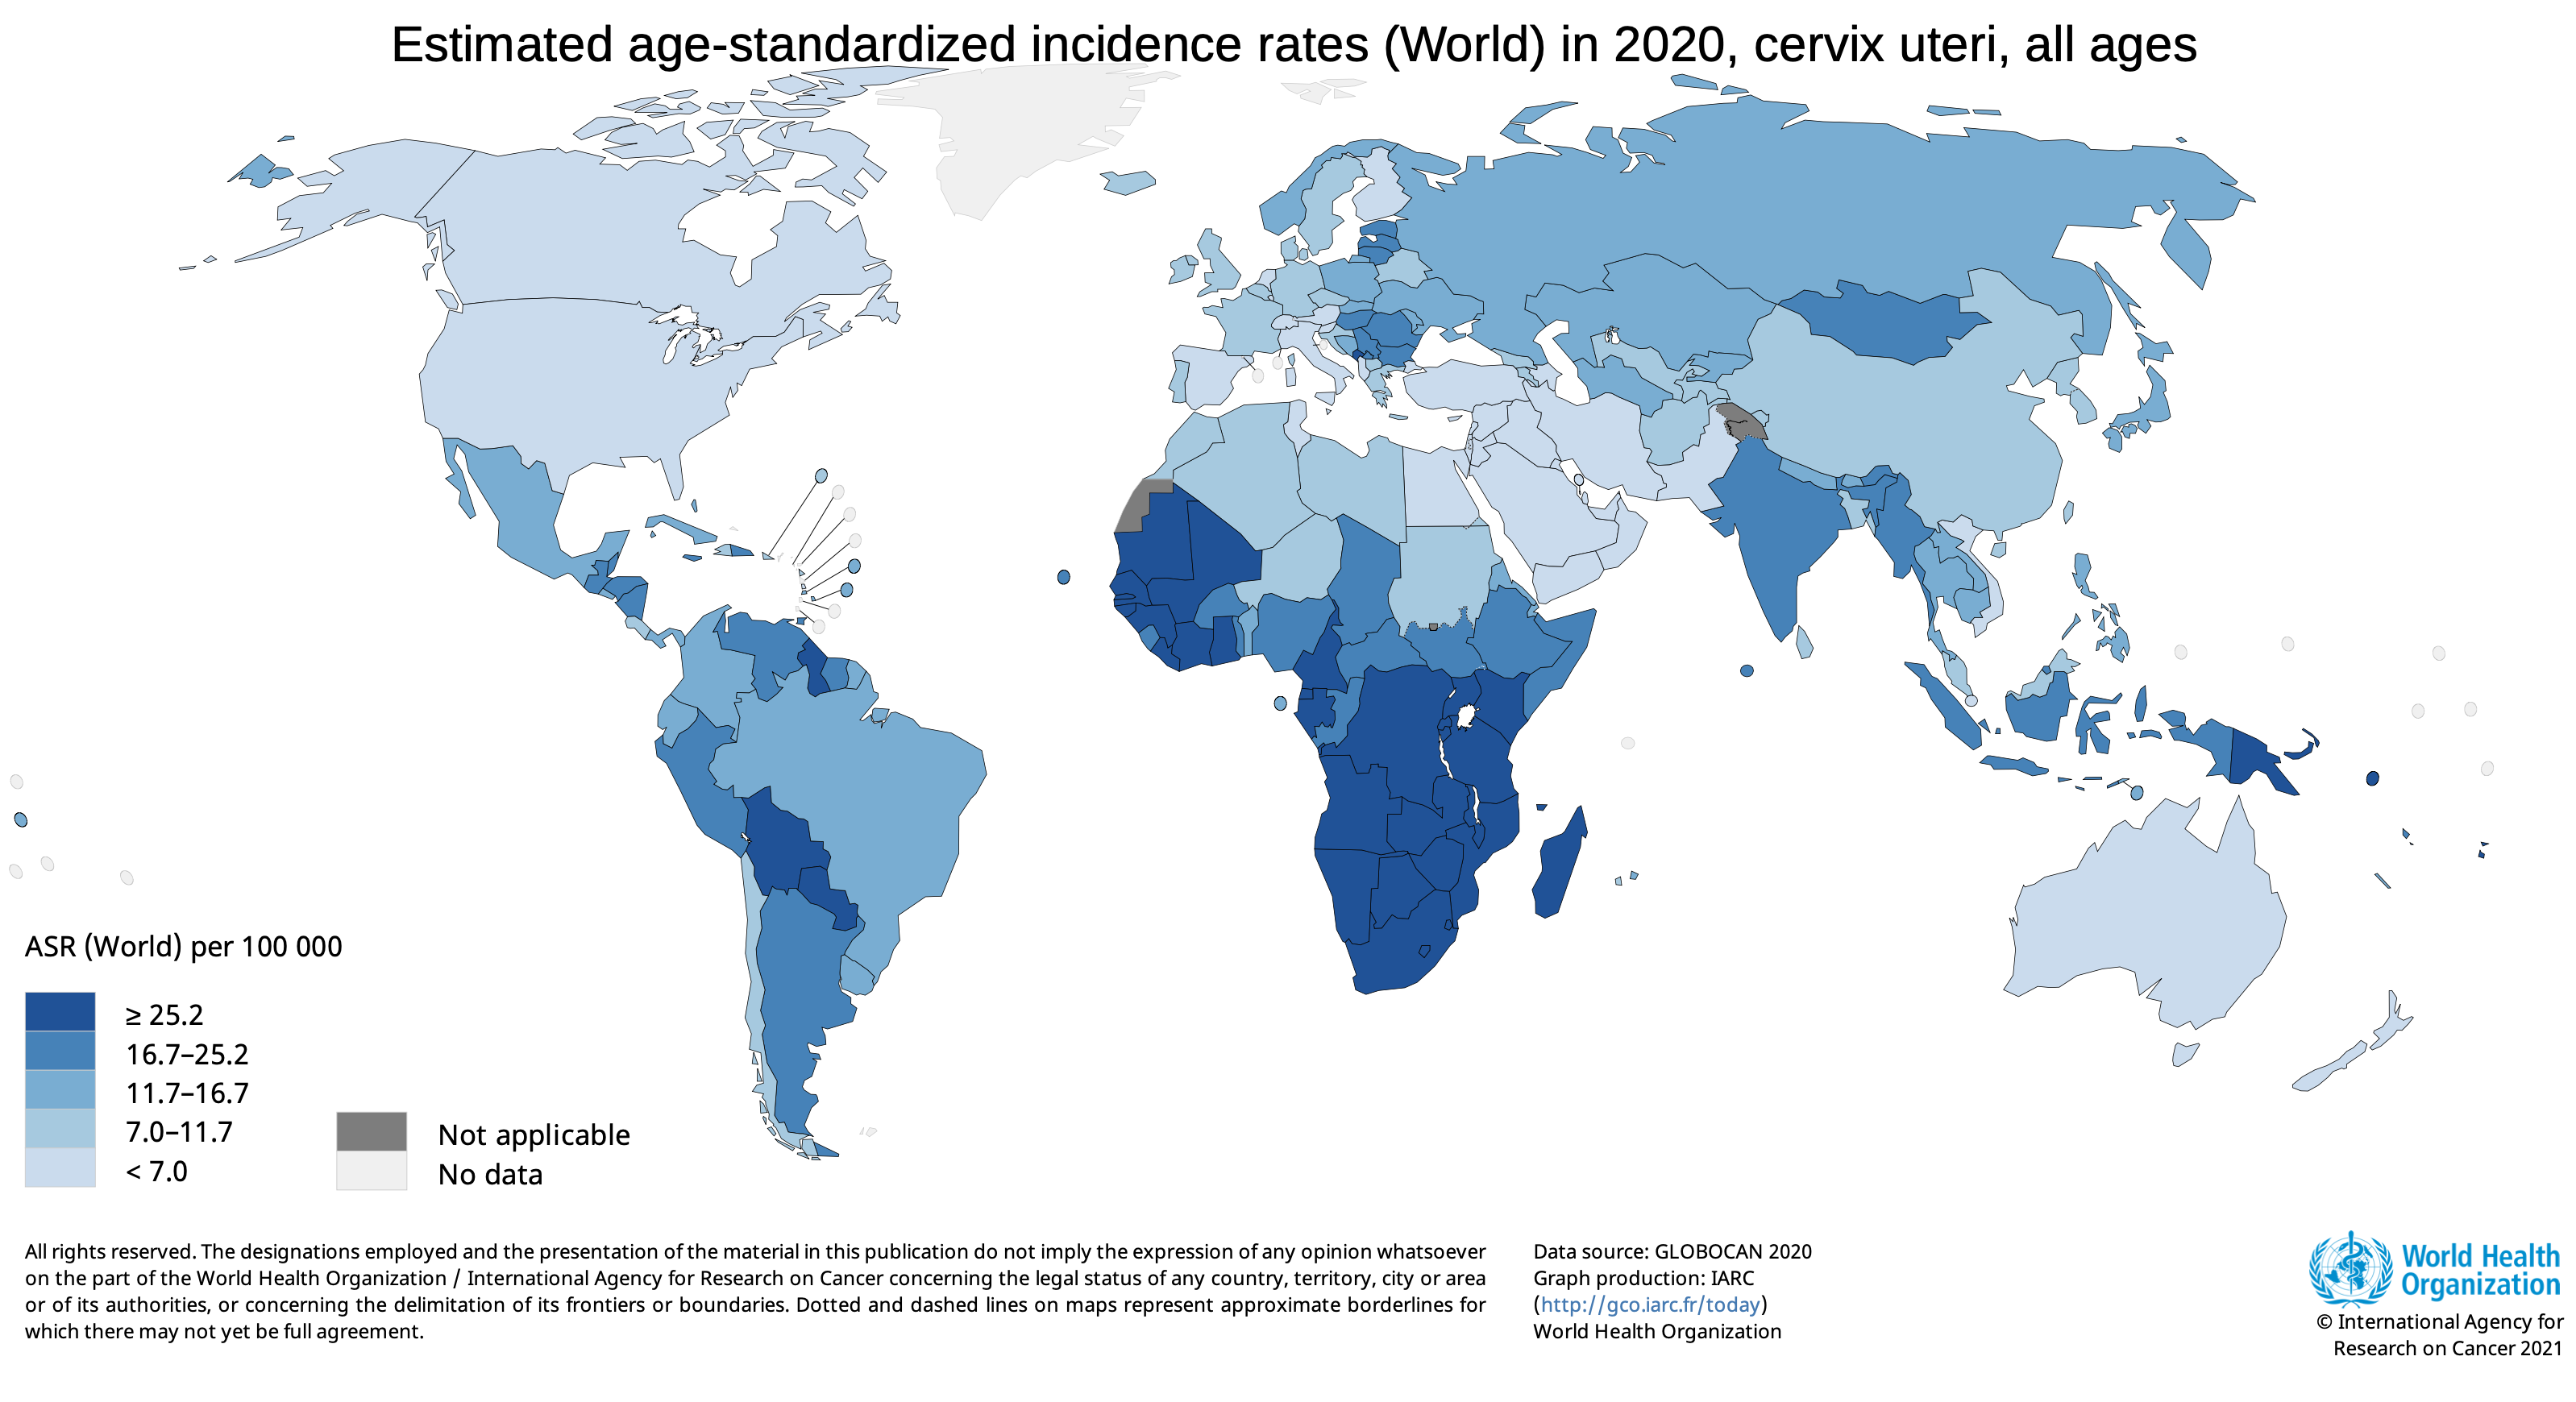 Estimated age-standardized incidence rates (World) in 2020, cervix uteri, all ages
ASR (World) per 100 000
≥ 25.2
16.7–25.2
11.7–16.7
7.0–11.7
< 7.0
Not applicable
No data
All rights reserved. The designations employed and the presentation of the material in this publication do not imply the expression of any opinion whatsoever
on the part of the World Health Organization / International Agency for Research on Cancer concerning the legal status of any country, territory, city or area
or of its authorities, or concerning the delimitation of its frontiers or boundaries. Dotted and dashed lines on maps represent approximate borderlines for
which there may not yet be full agreement.
Data source: GLOBOCAN 2020
Graph production: IARC
(http://gco.iarc.fr/today)
World Health Organization
World Health
Organization
© International Agency for
Research on Cancer 2021